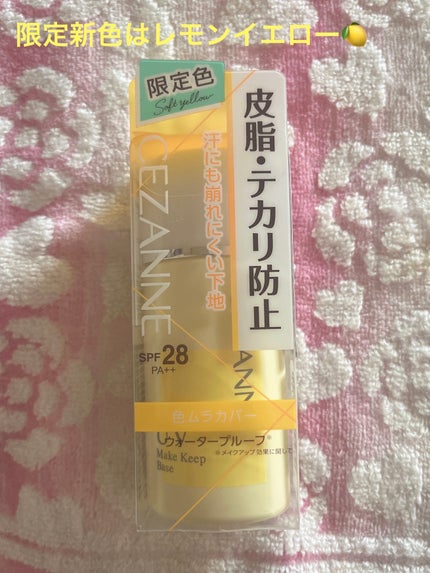 限定新色はレモンイエロー🍋
限定色
Soft yellow
皮脂・テカリ防止
汗にも崩れにくい下地
CEZANNE
SPF28
PA++
色ムラカバー
ウォータープルーフ※
※メイクアップ効果に関して
Make Keep
Base